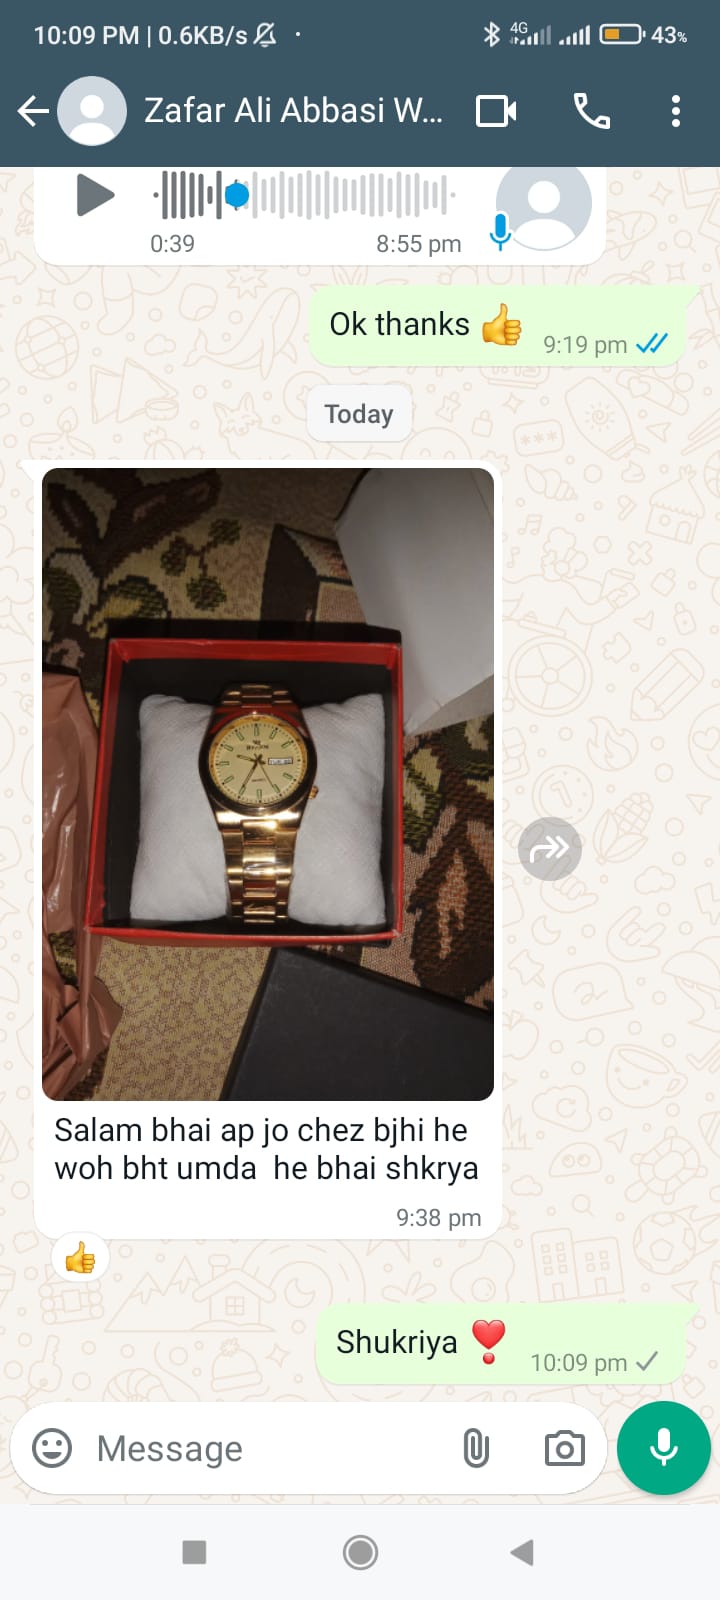 10:09 PM | 0.6KB/s
4G
43%
Zafar Ali Abbasi W...
0:39
8:55 pm
Ok thanks 👍
9:19 pm
Today
Salam bhai ap jo chez bjhi he
woh bht umda  he bhai shkrya
9:38 pm
👍
Shukriya ❣️
10:09 pm
Message